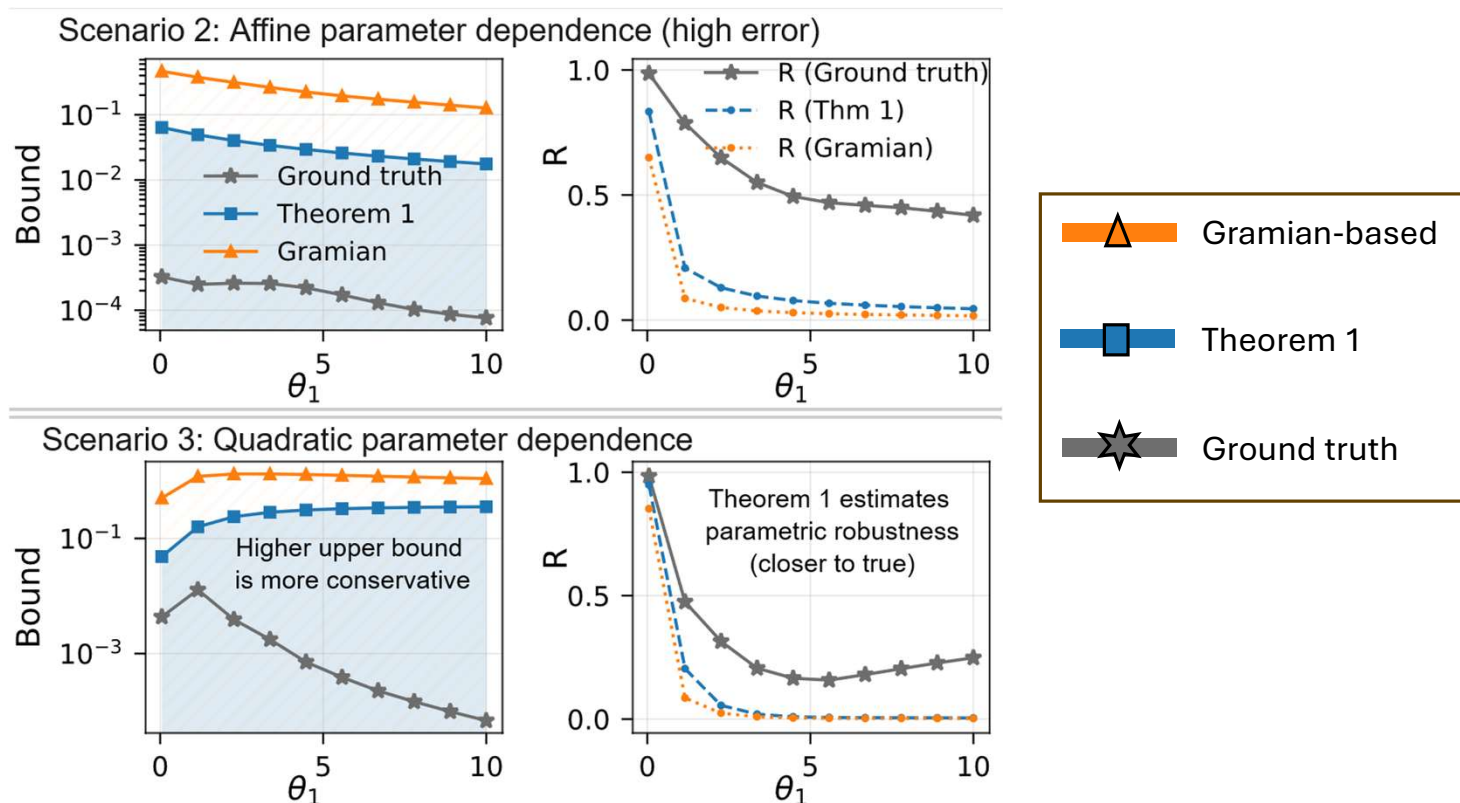 Scenario 2: Affine parameter dependence (high error)
Bound
10⁻¹
10⁻²
10⁻³
10⁻⁴
Ground truth
Theorem 1
Gramian
0
5
10
θ₁
R
1.0
0.5
0.0
R (Ground truth)
R (Thm 1)
R (Gramian)
0
5
10
θ₁
Scenario 3: Quadratic parameter dependence
Bound
10⁻¹
10⁻³
Higher upper bound
is more conservative
0
5
10
θ₁
R
1.0
0.5
0.0
Theorem 1 estimates
parametric robustness
(closer to true)
0
5
10
θ₁
Gramian-based
Theorem 1
Ground truth